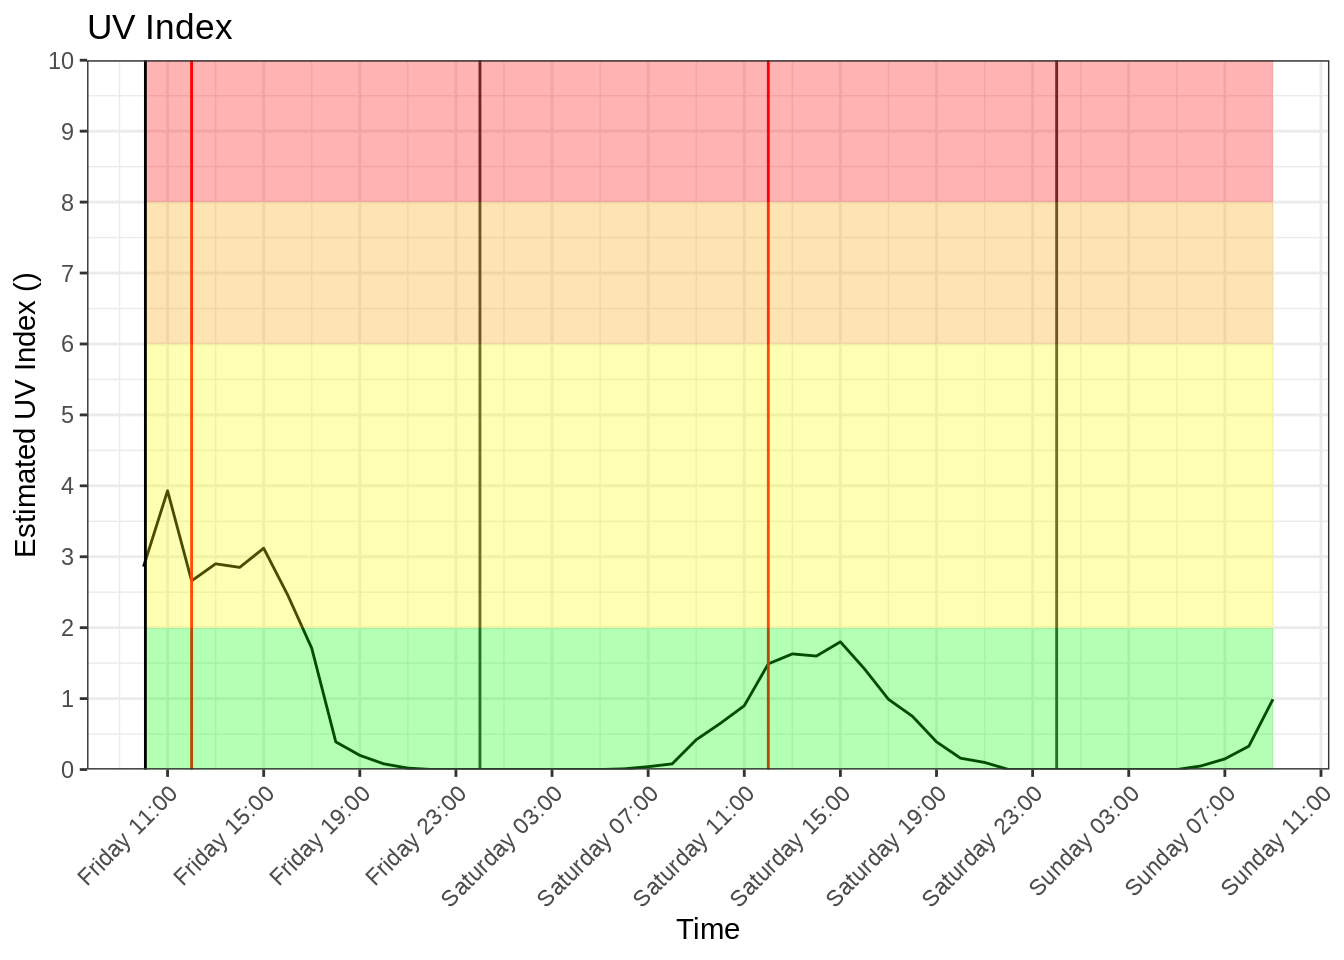 UV Index
Estimated UV Index ()
10
9
8
7
6
5
4
3
2
1
0
Friday 11:00
Friday 15:00
Friday 19:00
Friday 23:00
Saturday 03:00
Saturday 07:00
Saturday 11:00
Saturday 15:00
Saturday 19:00
Saturday 23:00
Sunday 03:00
Sunday 07:00
Sunday 11:00
Time